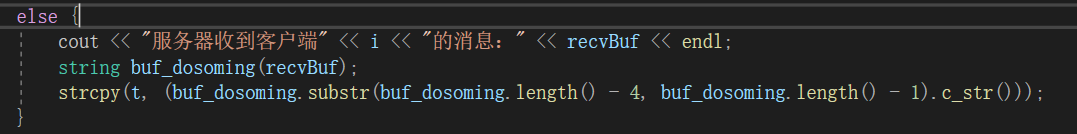 else {
cout << "服务器收到客户端" << i << "的消息：" << recvBuf << endl;
string buf_dosoming(recvBuf);
strcpy(t, (buf_dosoming.substr(buf_dosoming.length() - 4, buf_dosoming.length() - 1).c_str()));
}